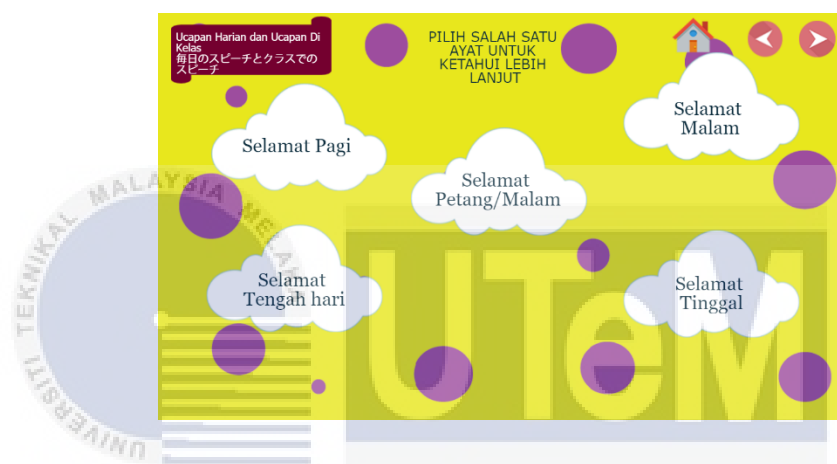 Ucapan Harian dan Ucapan Di
Kelas
毎日のスピーチとクラスでの
スピーチ
PILIH SALAH SATU
AYAT UNTUK
KETAHUI LEBIH
LANJUT
Selamat Pagi
Selamat
Malam
Selamat
Petang/Malam
Selamat
Tengah hari
Selamat
Tinggal
UNIVERSITI TEKNIKAL MALAYSIA MELAKA
UTeM